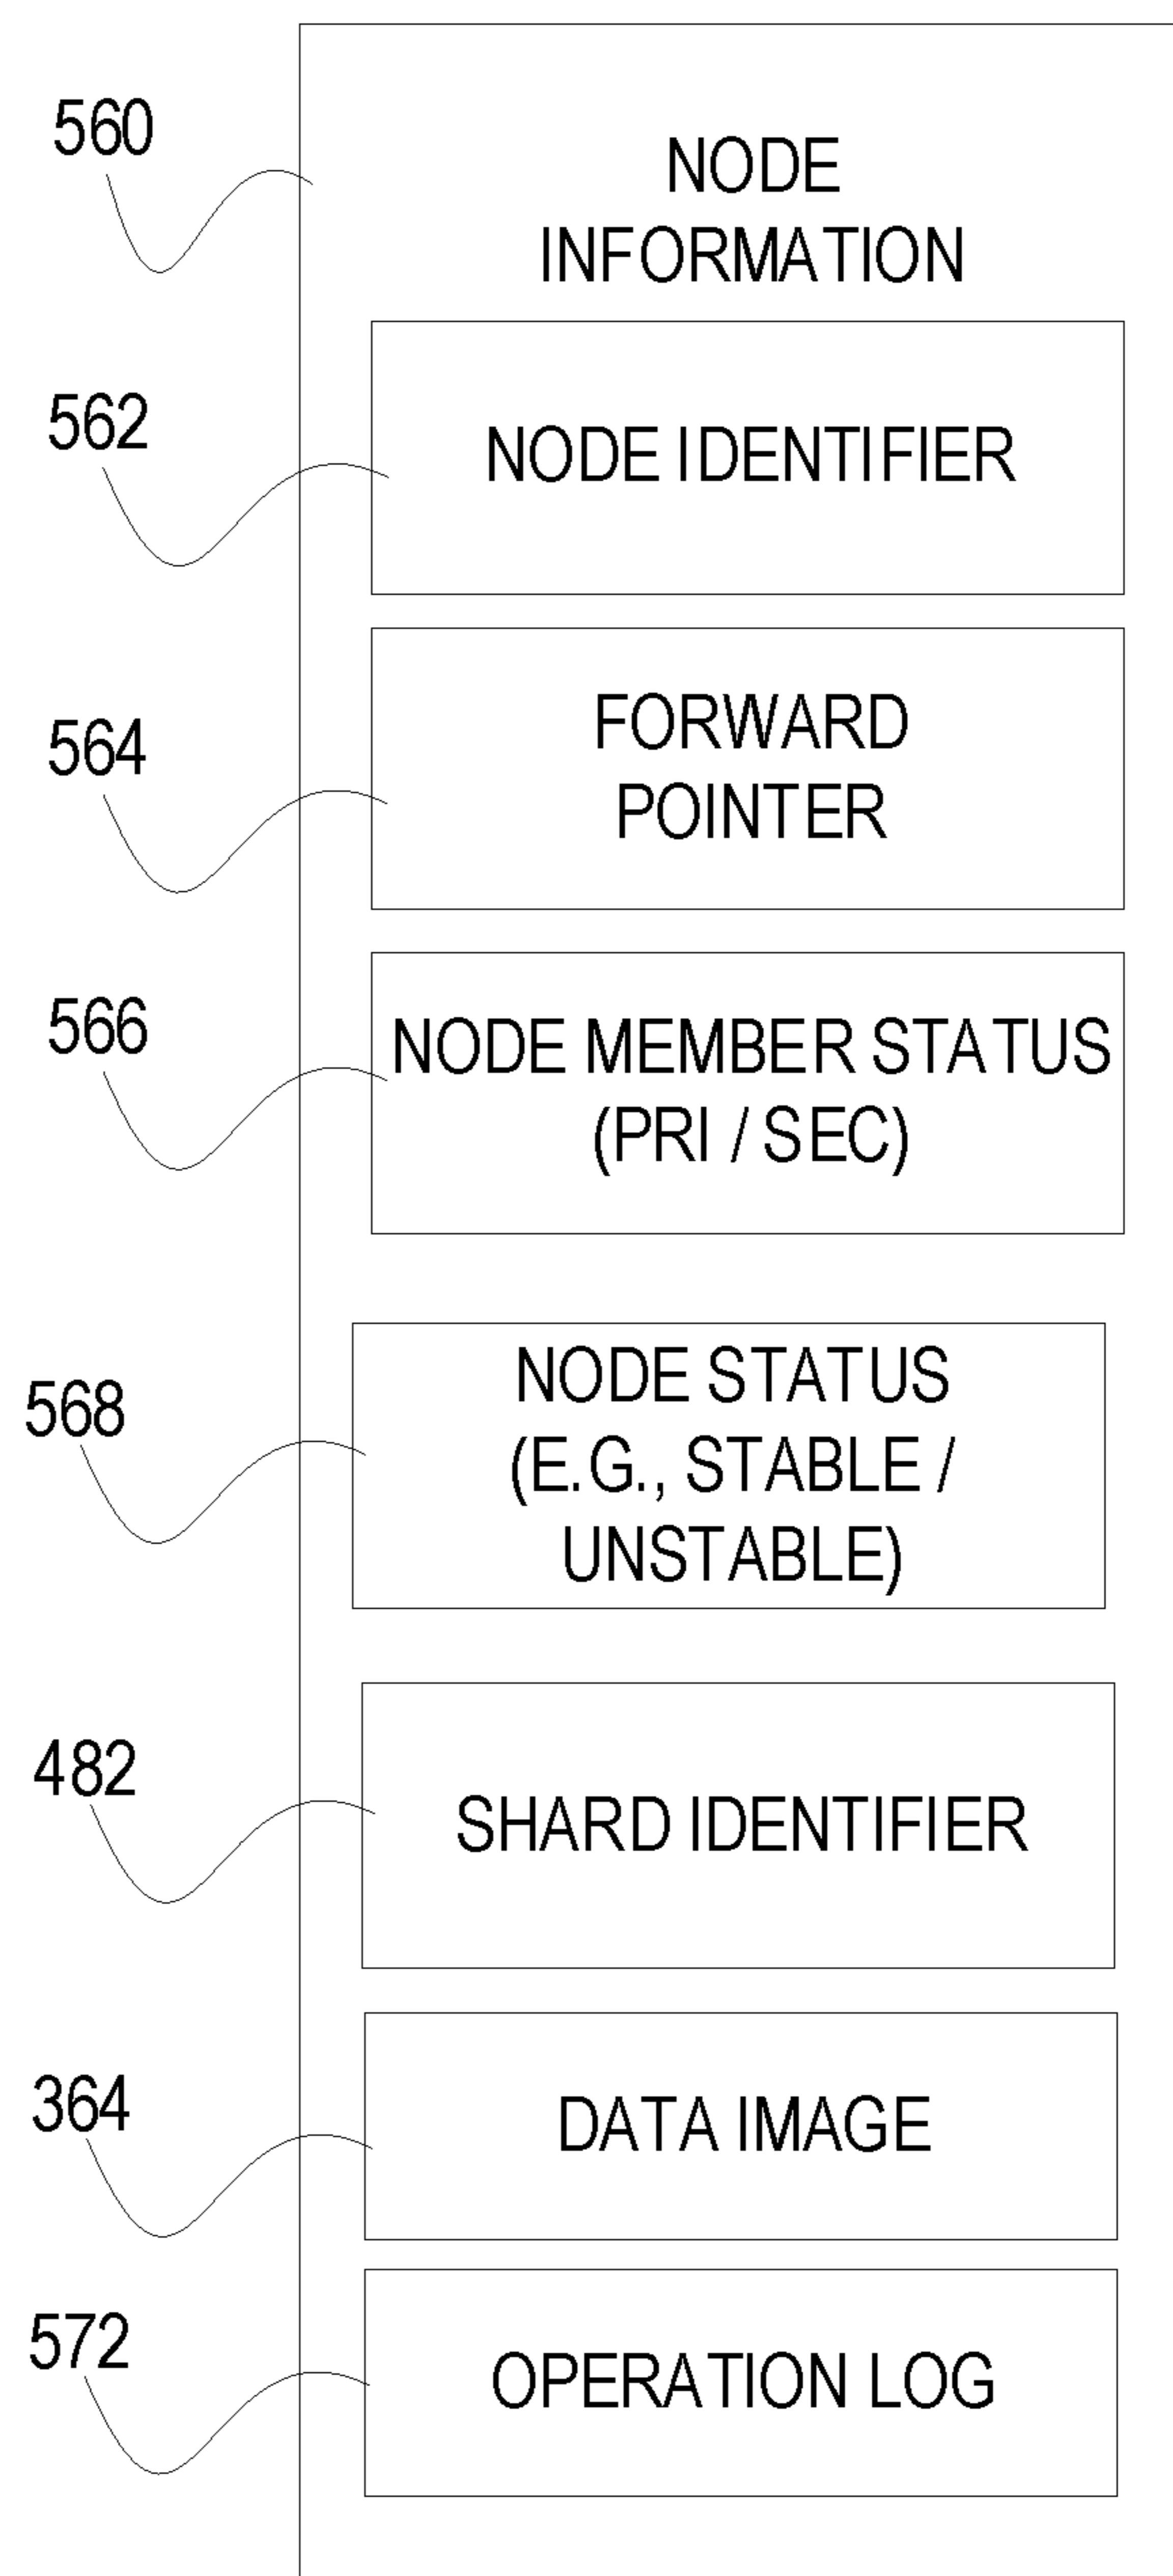 560
NODE
INFORMATION
562
NODE IDENTIFIER
564
FORWARD
POINTER
566
NODE MEMBER STATUS
(PRI / SEC)
568
NODE STATUS
(E.G., STABLE /
UNSTABLE)
482
SHARD IDENTIFIER
364
DATA IMAGE
572
OPERATION LOG